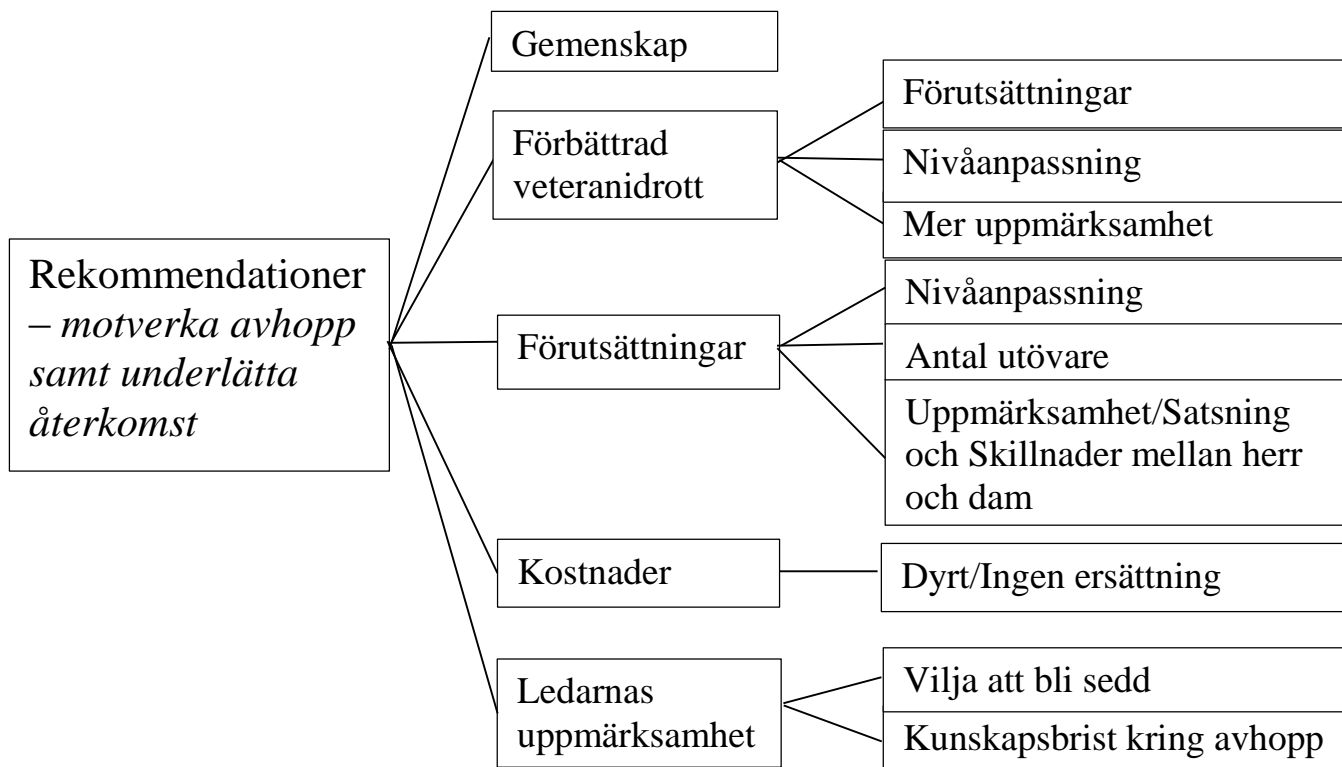 Rekommendationer
– motverka avhopp
samt underlätta
återkomst
Gemenskap
Förbättrad
veteranidrott
Förutsättningar
Nivåanpassning
Mer uppmärksamhet
Förutsättningar
Nivåanpassning
Antal utövare
Uppmärksamhet/Satsning
och Skillnader mellan herr
och dam
Kostnader
Dyrt/Ingen ersättning
Ledarnas
uppmärksamhet
Vilja att bli sedd
Kunskapsbrist kring avhopp